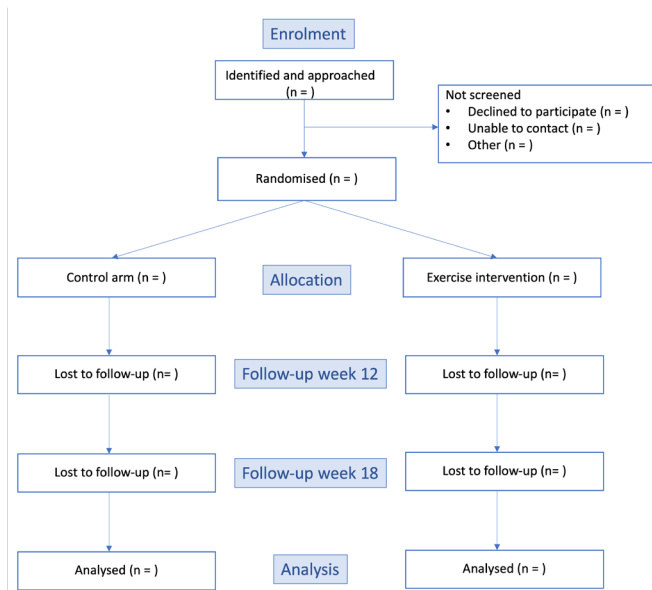 Enrolment
Identified and approached
(n = )
Not screened
• Declined to participate (n = )
• Unable to contact (n = )
• Other (n = )
Randomised (n = )
Control arm (n = )
Allocation
Exercise intervention (n = )
Lost to follow-up (n= )
Follow-up week 12
Lost to follow-up (n= )
Lost to follow-up (n= )
Follow-up week 18
Lost to follow-up (n= )
Analysed (n = )
Analysis
Analysed (n = )